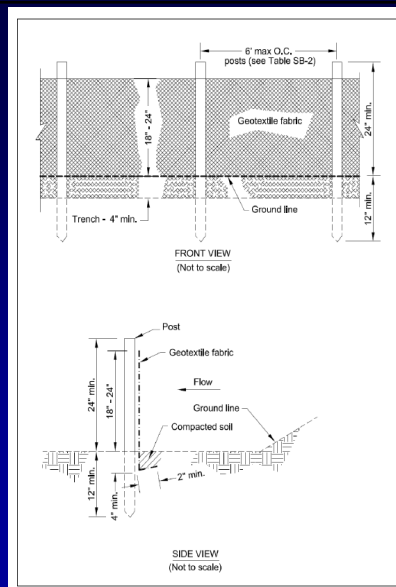 6' max O.C.
posts (see Table SB-2)
18" - 24"
Geotextile fabric
24" min.
12" min.
Trench - 4" min.
Ground line
FRONT VIEW
(Not to scale)
Post
Geotextile fabric
24" min.
18" - 24"
Flow
Ground line
Compacted soil
12" min.
4" min.
2" min.
SIDE VIEW
(Not to scale)